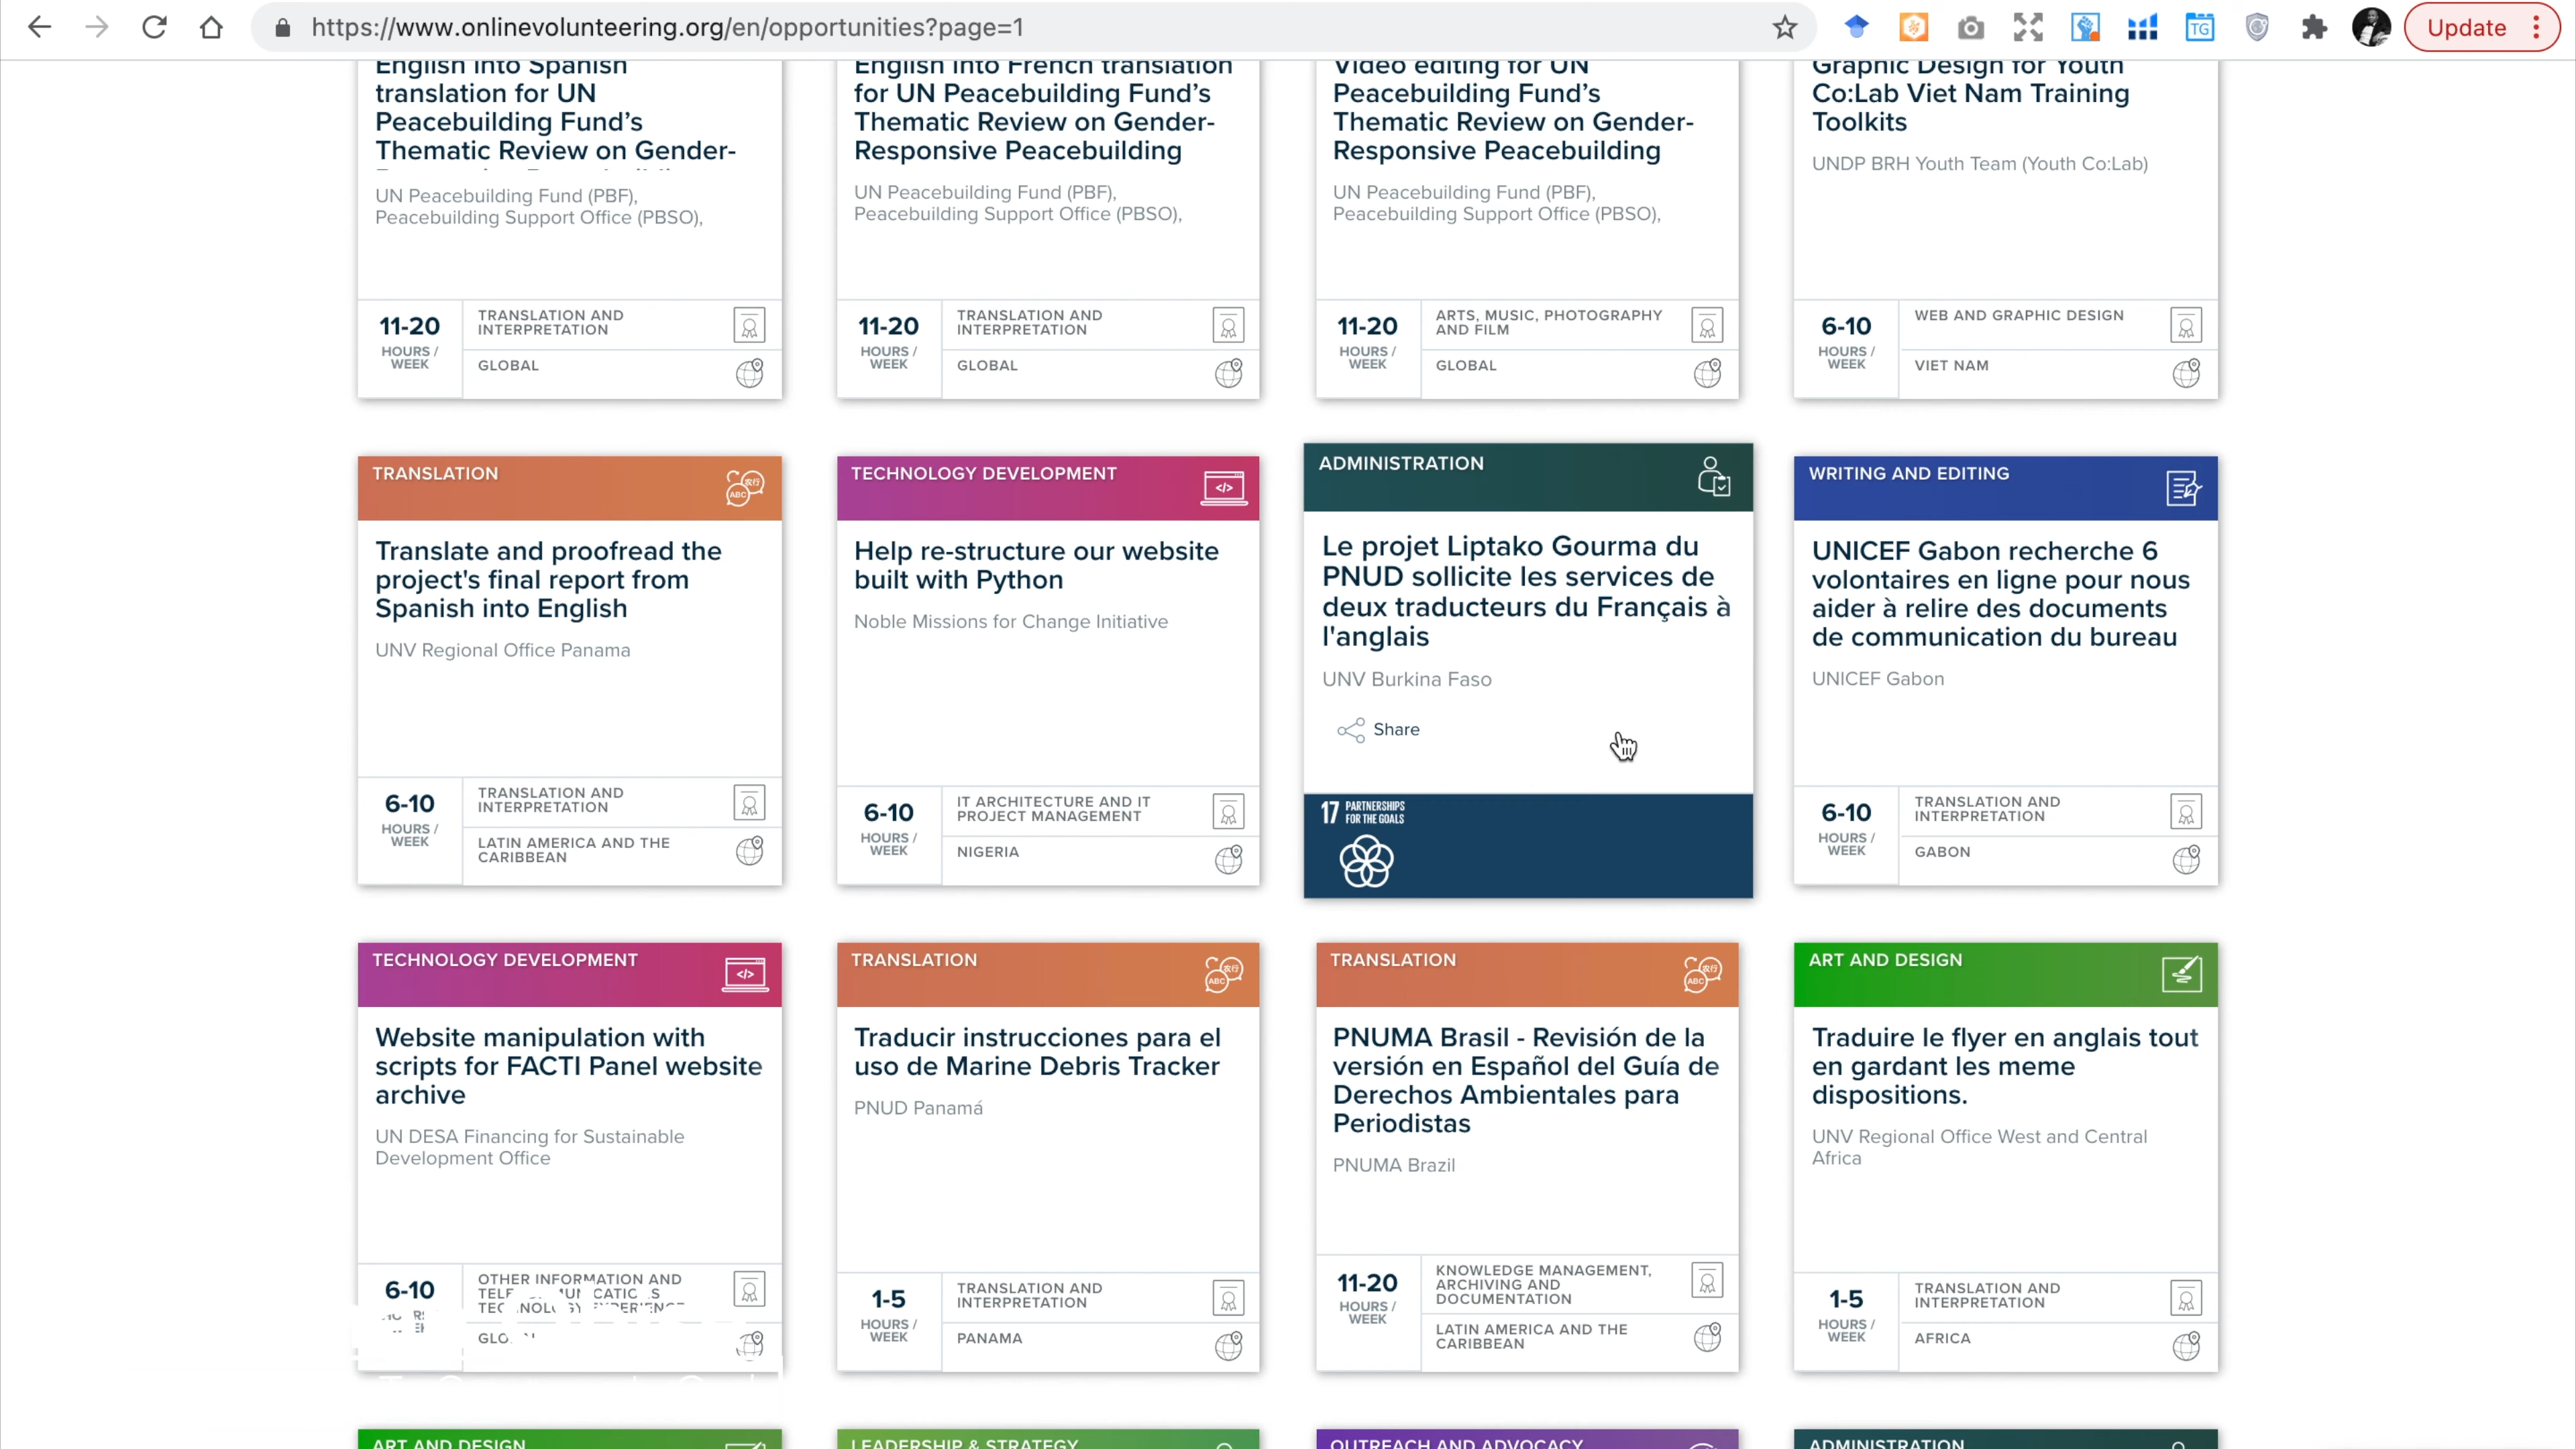 https://www.onlinevolunteering.org/en/opportunities?page=1
TG
Update
English into Spanish
translation for UN
Peacebuilding Fund's
Thematic Review on Gender-
UN Peacebuilding Fund (PBF),
Peacebuilding Support Office (PBSO),
11-20
HOURS /
WEEK
TRANSLATION AND
INTERPRETATION
GLOBAL
English into French translation
for UN Peacebuilding Fund's
Thematic Review on Gender-
Responsive Peacebuilding
UN Peacebuilding Fund (PBF),
Peacebuilding Support Office (PBSO),
11-20
HOURS /
WEEK
TRANSLATION AND
INTERPRETATION
GLOBAL
Video editing for UN
Peacebuilding Fund's
Thematic Review on Gender-
Responsive Peacebuilding
UN Peacebuilding Fund (PBF),
Peacebuilding Support Office (PBSO),
11-20
HOURS /
WEEK
ARTS, MUSIC, PHOTOGRAPHY
AND FILM
GLOBAL
Graphic Design for Youth
Co:Lab Viet Nam Training
Toolkits
UNDP BRH Youth Team (Youth Co:Lab)
6-10
HOURS /
WEEK
WEB AND GRAPHIC DESIGN
VIET NAM
TRANSLATION
ABC
Translate and proofread the
project's final report from
Spanish into English
UNV Regional Office Panama
6-10
HOURS /
WEEK
TRANSLATION AND
INTERPRETATION
LATIN AMERICA AND THE
CARIBBEAN
TECHNOLOGY DEVELOPMENT
</>
Help re-structure our website
built with Python
Noble Missions for Change Initiative
6-10
HOURS /
WEEK
IT ARCHITECTURE AND IT
PROJECT MANAGEMENT
NIGERIA
ADMINISTRATION
Le projet Liptako Gourma du
PNUD sollicite les services de
deux traducteurs du Français à
l'anglais
UNV Burkina Faso
Share
17 PARTNERSHIPS
FOR THE GOALS
WRITING AND EDITING
UNICEF Gabon recherche 6
volontaires en ligne pour nous
aider à relire des documents
de communication du bureau
UNICEF Gabon
6-10
HOURS /
WEEK
TRANSLATION AND
INTERPRETATION
GABON
TECHNOLOGY DEVELOPMENT
</>
Website manipulation with
scripts for FACTI Panel website
archive
UN DESA Financing for Sustainable
Development Office
6-10
OTHER INFORMATION AND
TRANSLATION
ABC
Traducir instrucciones para el
uso de Marine Debris Tracker
PNUD Panamá
1-5
HOURS /
WEEK
TRANSLATION AND
INTERPRETATION
PANAMA
TRANSLATION
ABC
PNUMA Brasil - Revisión de la
versión en Español del Guía de
Derechos Ambientales para
Periodistas
PNUMA Brazil
11-20
HOURS /
WEEK
KNOWLEDGE MANAGEMENT,
ARCHIVING AND
DOCUMENTATION
LATIN AMERICA AND THE
CARIBBEAN
ART AND DESIGN
Traduire le flyer en anglais tout
en gardant les meme
dispositions.
UNV Regional Office West and Central
Africa
1-5
HOURS /
WEEK
TRANSLATION AND
INTERPRETATION
AFRICA
ART AND DESIGN
LEADERSHIP & STRATEGY
OUTREACH AND ADVOCACY
ADMINISTRATION